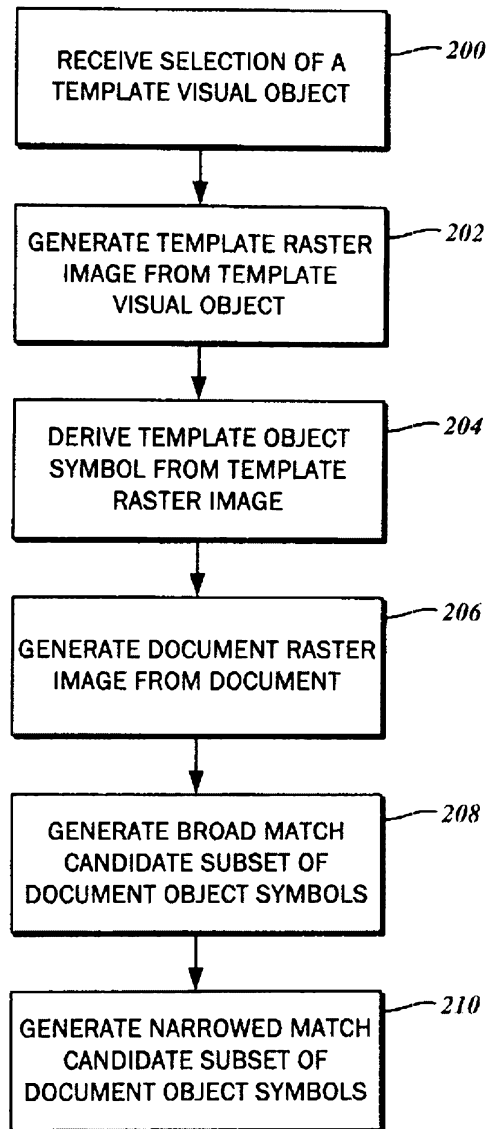 RECEIVE SELECTION OF A
TEMPLATE VISUAL OBJECT
200
GENERATE TEMPLATE RASTER
IMAGE FROM TEMPLATE
VISUAL OBJECT
202
DERIVE TEMPLATE OBJECT
SYMBOL FROM TEMPLATE
RASTER IMAGE
204
GENERATE DOCUMENT RASTER
IMAGE FROM DOCUMENT
206
GENERATE BROAD MATCH
CANDIDATE SUBSET OF
DOCUMENT OBJECT SYMBOLS
208
GENERATE NARROWED MATCH
CANDIDATE SUBSET OF
DOCUMENT OBJECT SYMBOLS
210